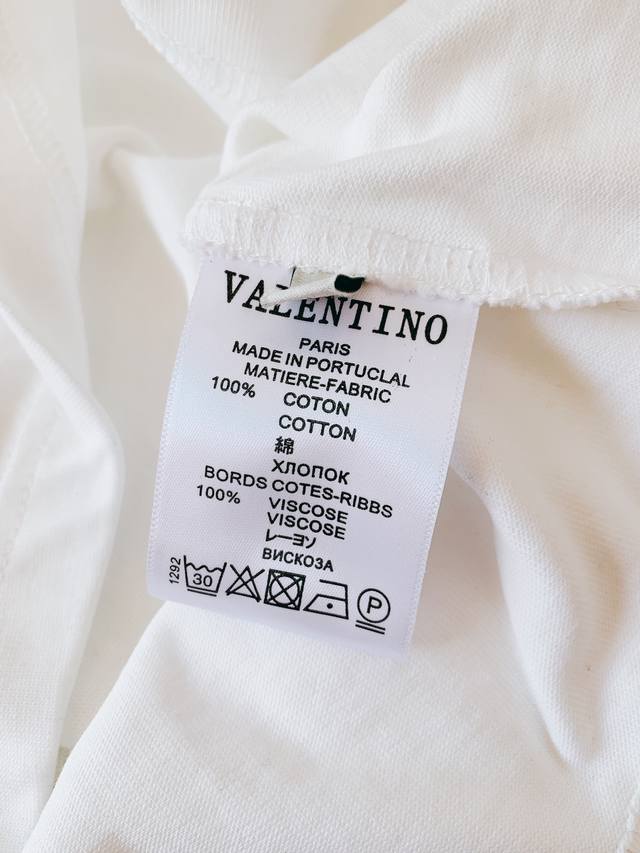 VALENTINO
PARIS
MADE IN PORTUCLAL
MATIERE-FABRIC
100% COTON
COTTON
綿
ХЛОПОК
BORDS COTES-RIBBS
100% VISCOSE
VISCOSE
レーヨソ
ВИСКОЗА
1292
30
P